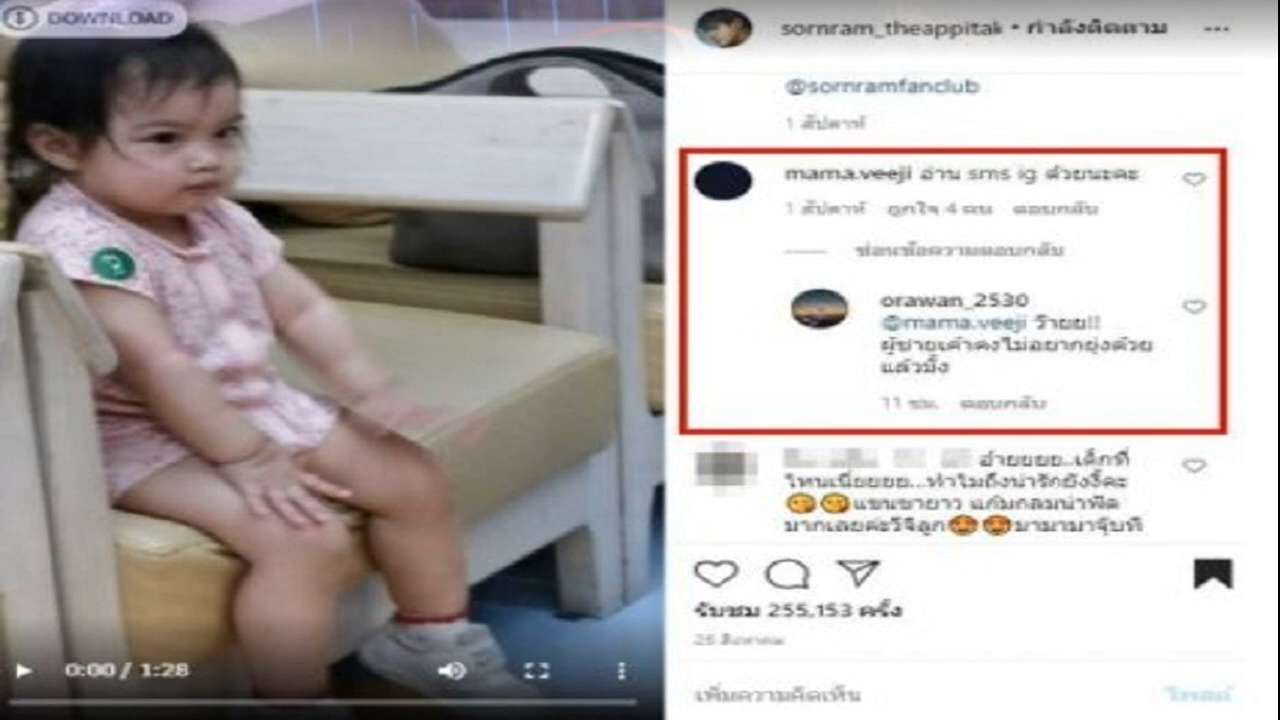 DOWNLOAD
0:00 / 1:28
sornram_theappitak • กำลังติดตาม
@sornramfanclub
1 สัปดาห์
mama.veeji อ่าน sms ig ด้วยนะคะ
1 สัปดาห์ ถูกใจ 4 คน ตอบกลับ
ซ่อนข้อความตอบกลับ
orawan_2530
@mama.veeji ว้ายย!!
ผู้ชายเค้าคงไม่อยากยุ่งด้วย
แล้วมั้ง
11 ชม. ตอบกลับ
อ๋ายยยย..เด็กที่
ไหนเนี่ยยยย...ทำไมถึงน่ารักยังงี้คะ
แขนขายาว แก้มกลมน่าฟัด
มากเลยค่ะวีจิลูก มามามาจุ๊บที
รับชม 255,153 ครั้ง
26 สิงหาคม
เพิ่มความคิดเห็น
โพสต์